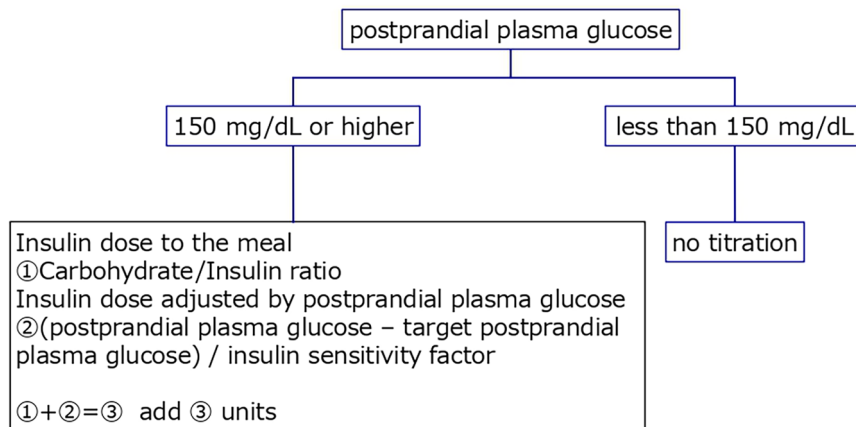 postprandial plasma glucose
150 mg/dL or higher
less than 150 mg/dL
Insulin dose to the meal
①Carbohydrate/Insulin ratio
Insulin dose adjusted by postprandial plasma glucose
②(postprandial plasma glucose – target postprandial
plasma glucose) / insulin sensitivity factor
①+②=③ add ③ units
no titration